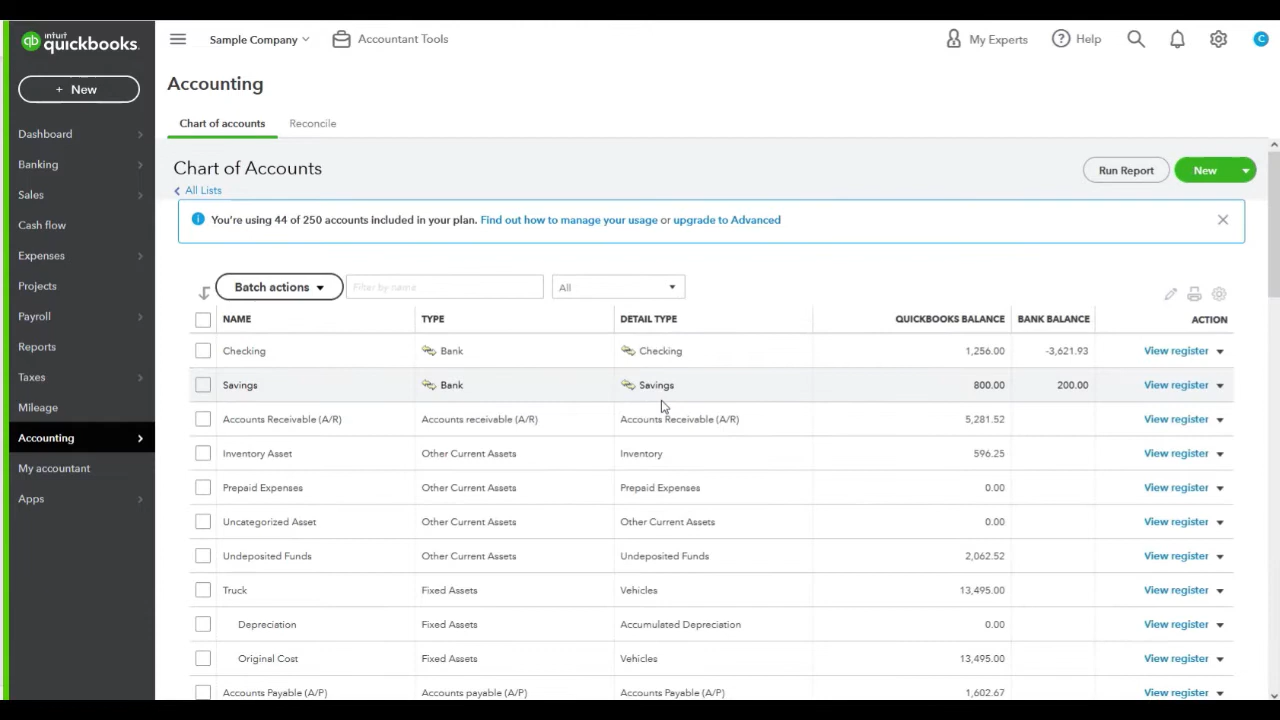 intuit
quickbooks.
Sample Company
Accountant Tools
My Experts
Help
C
+ New
Dashboard
Banking
Sales
Cash flow
Expenses
Projects
Payroll
Reports
Taxes
Mileage
Accounting
My accountant
Apps
Accounting
Chart of accounts Reconcile
Chart of Accounts
All Lists
Run Report
New
You're using 44 of 250 accounts included in your plan. Find out how to manage your usage or upgrade to Advanced
Batch actions Filter by name All
NAME TYPE DETAIL TYPE QUICKBOOKS BALANCE BANK BALANCE ACTION
Checking Bank Checking 1,256.00 -3,621.93 View register
Savings Bank Savings 800.00 200.00 View register
Accounts Receivable (A/R) Accounts receivable (A/R) Accounts Receivable (A/R) 5,281.52 View register
Inventory Asset Other Current Assets Inventory 596.25 View register
Prepaid Expenses Other Current Assets Prepaid Expenses 0.00 View register
Uncategorized Asset Other Current Assets Other Current Assets 0.00 View register
Undeposited Funds Other Current Assets Undeposited Funds 2,062.52 View register
Truck Fixed Assets Vehicles 13,495.00 View register
Depreciation Fixed Assets Accumulated Depreciation 0.00 View register
Original Cost Fixed Assets Vehicles 13,495.00 View register
Accounts Payable (A/P) Accounts payable (A/P) Accounts Payable (A/P) 1,602.67 View register